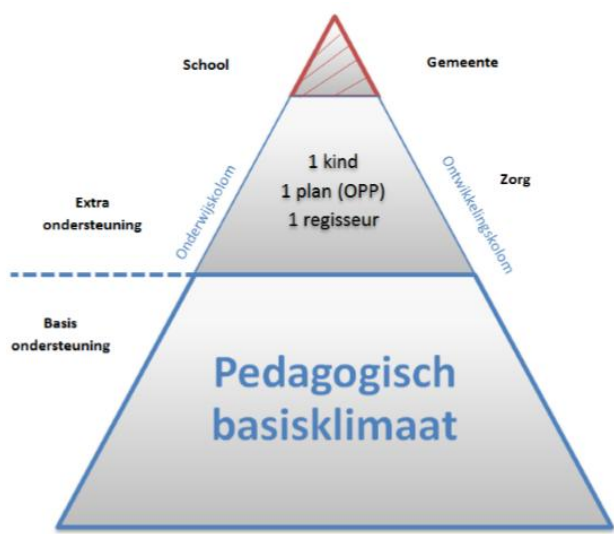 School
Gemeente
1 kind
1 plan (OPP)
1 regisseur
Onderwijskolom
Ontwikkelingskolom
Zorg
Extra
ondersteuning
Basis
ondersteuning
Pedagogisch
basisklimaat